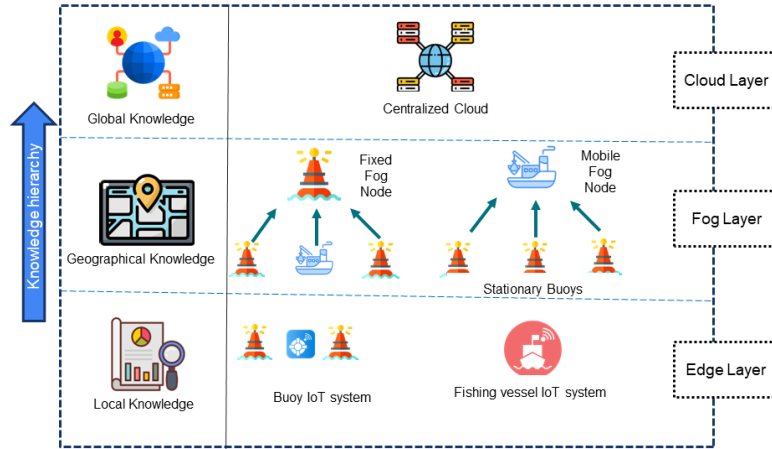 Knowledge hierarchy
Global Knowledge
Centralized Cloud
Cloud Layer
Fixed
Fog
Node
Mobile
Fog
Node
Geographical Knowledge
Stationary Buoys
Fog Layer
Local Knowledge
Buoy IoT system
Fishing vessel IoT system
Edge Layer